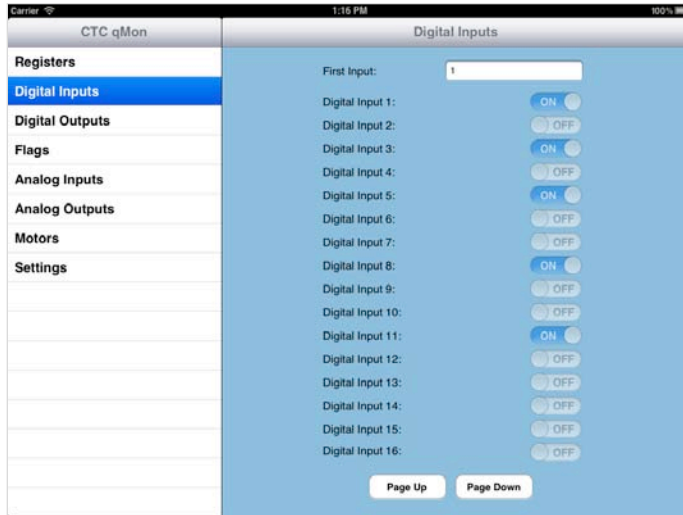 Carrier 1:16 PM 100%
CTC qMon
Registers
Digital Inputs
Digital Outputs
Flags
Analog Inputs
Analog Outputs
Motors
Settings
Digital Inputs
First Input: 1
Digital Input 1: ON
Digital Input 2: OFF
Digital Input 3: ON
Digital Input 4: OFF
Digital Input 5: ON
Digital Input 6: OFF
Digital Input 7: OFF
Digital Input 8: ON
Digital Input 9: OFF
Digital Input 10: OFF
Digital Input 11: ON
Digital Input 12: OFF
Digital Input 13: OFF
Digital Input 14: OFF
Digital Input 15: OFF
Digital Input 16: OFF
Page Up Page Down